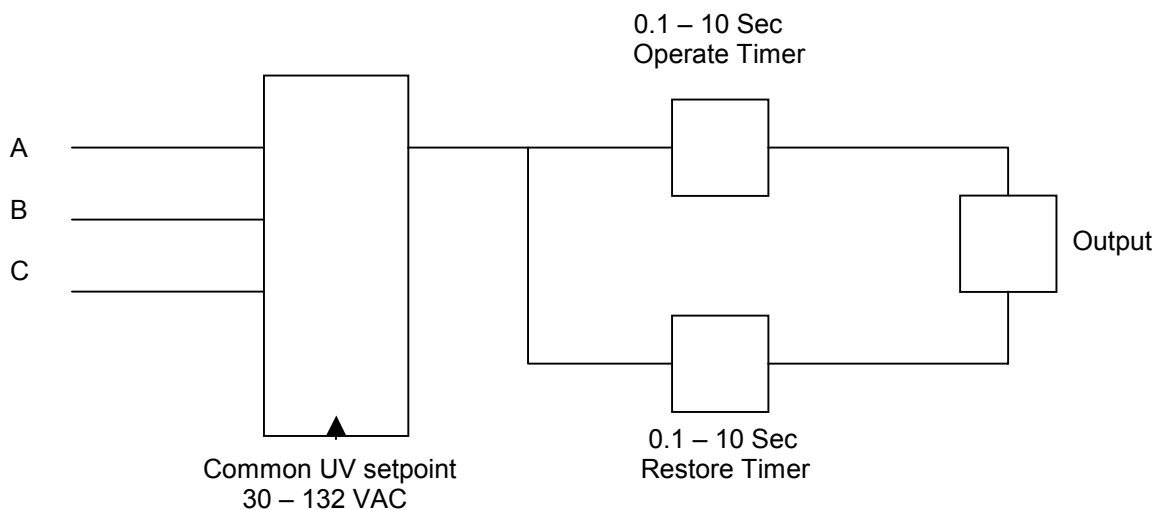 0.1 – 10 Sec
Operate Timer
A
B
C
Output
0.1 – 10 Sec
Restore Timer
Common UV setpoint
30 – 132 VAC